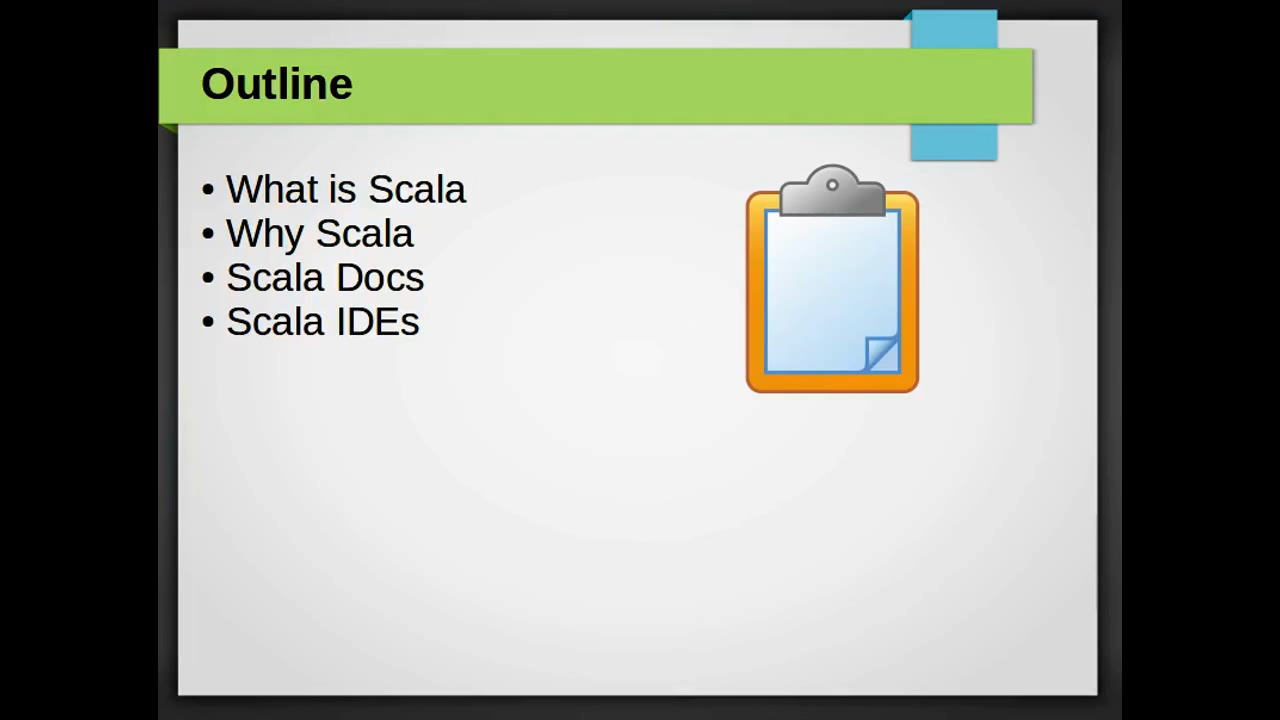 Outline
• What is Scala
• Why Scala
• Scala Docs
• Scala IDEs